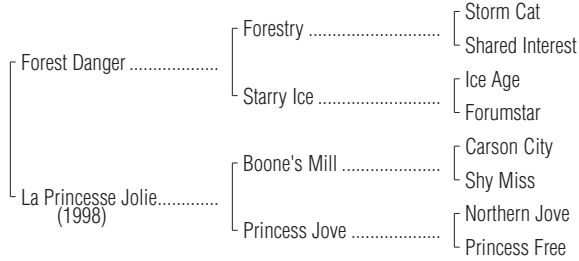 Storm Cat
Forestry ..............................
Shared Interest
Forest Danger ....................
Ice Age
Starry Ice ............................
Forumstar
Carson City
Boone's Mill ......................
Shy Miss
La Princesse Jolie..............
(1998)
Northern Jove
Princess Jove ....................
Princess Free